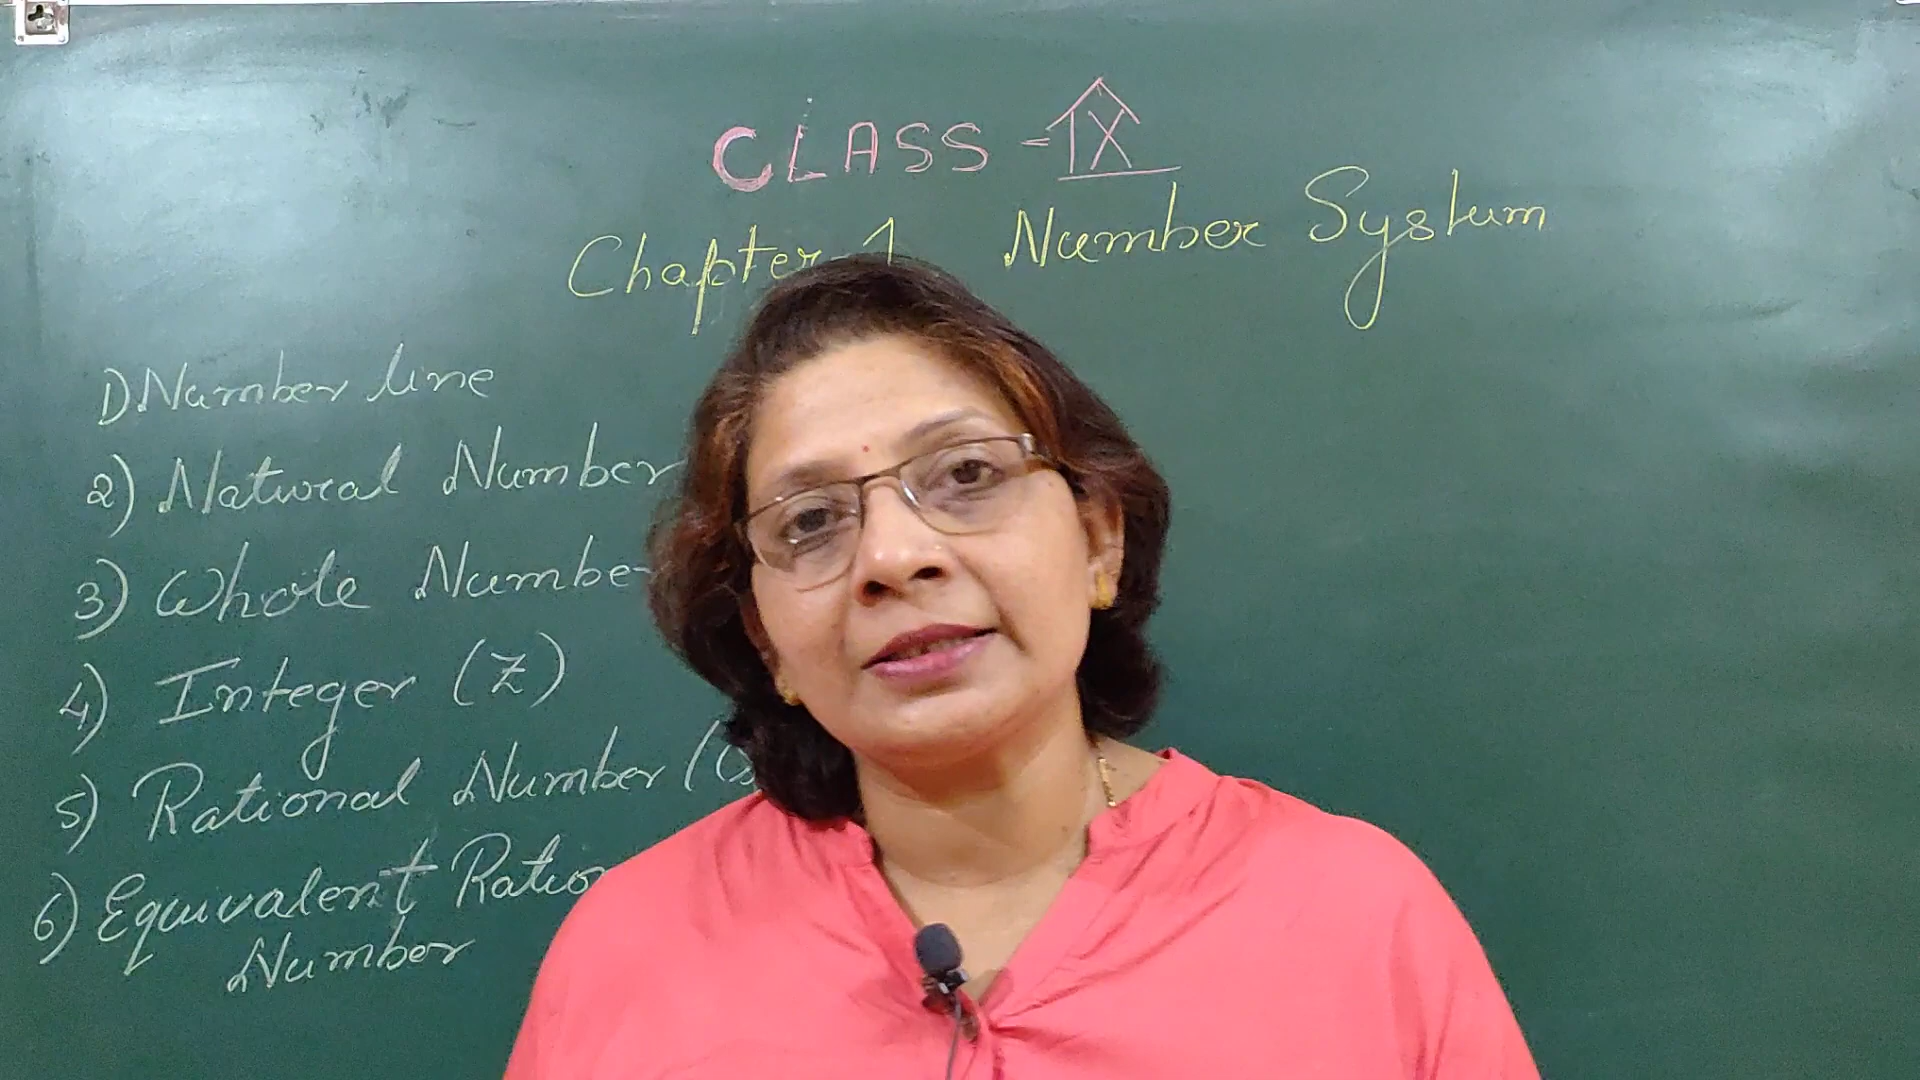 CLASS - IX
Chapter-1 Number System
1) Number line
2) Natural Number
3) Whole Number
4) Integer (Z)
5) Rational Number (
6) Equivalent Ratio
Number